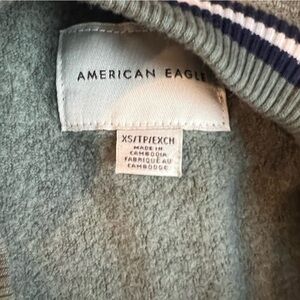 AMERICAN EAGLE
XS/TP/EXCH
MADE IN
CAMBODIA
FABRIQUÉ AU
CAMBODGE